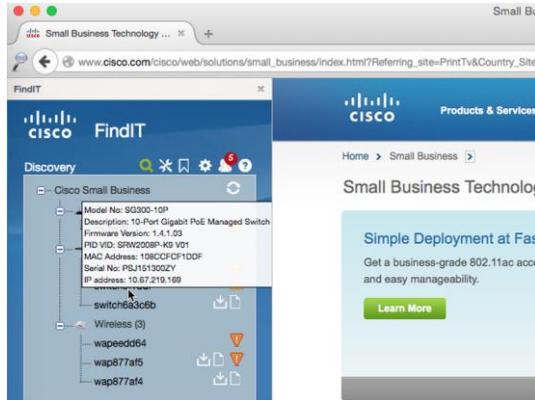 Small Bu
Small Business Technology ...
www.cisco.com/cisco/web/solutions/small_business/index.html?Referring_site=PrintTv&Country_Site
FindIT
CISCO FindIT
CISCO Products & Services
Discovery 5 ?
Home > Small Business >
Cisco Small Business
Small Business Technolog
Model No: SG300-10P
Description: 10-Port Gigabit PoE Managed Switch
Firmware Version: 1.4.1.03
PID VID: SRW2008P-K9 V01
MAC Address: 108CCFCF1DDF
Serial No: PSJ151300ZY
IP address: 10.67.219.169
Simple Deployment at Fas
Get a business-grade 802.11ac acc
and easy manageability.
Learn More
switch6a3c6b
Wireless (3)
wapeedd64
wap877af5
wap877af4